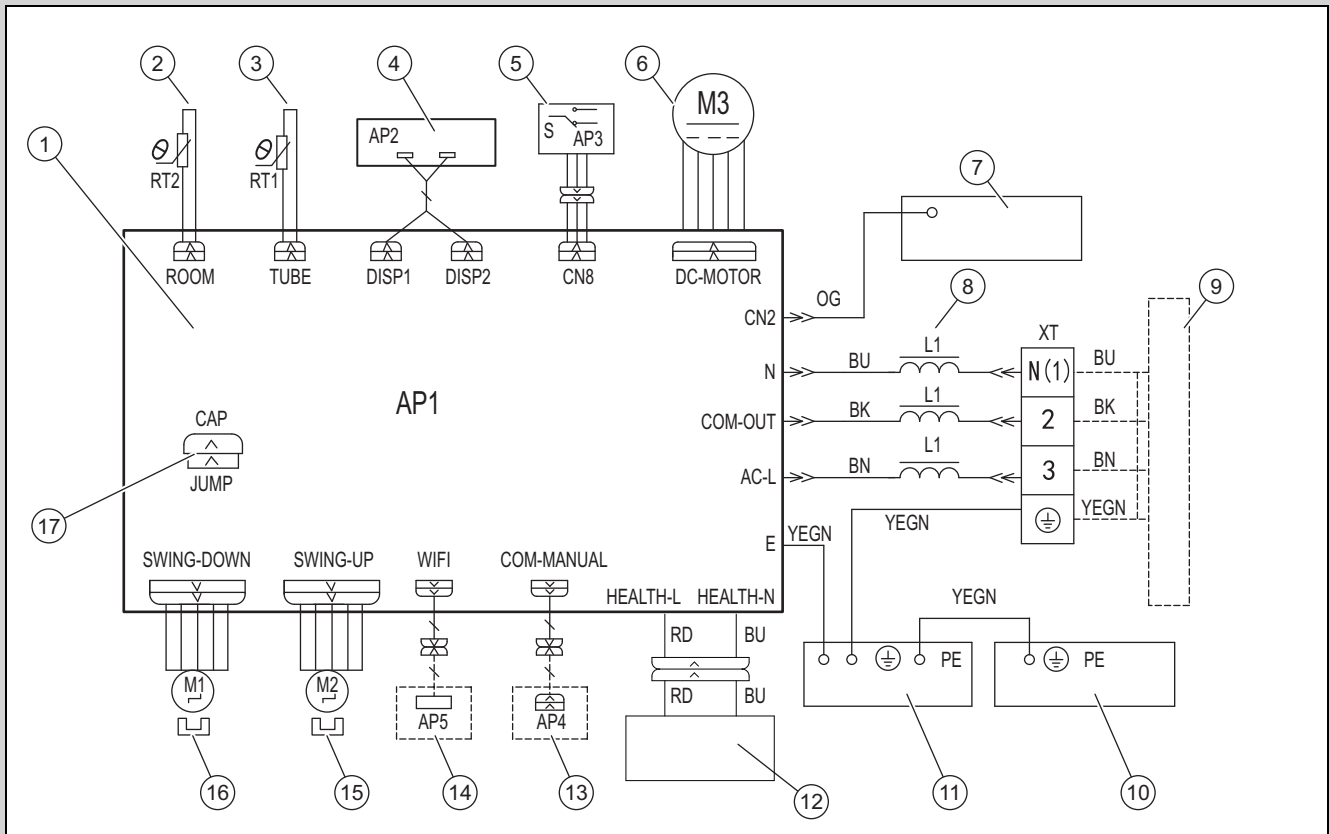 2 3 4 5 6
M3
AP2
S AP3
1
RT2 RT1
7
ROOM TUBE DISP1 DISP2 CN8 DC-MOTOR
OG
8 9
CN2
XT
L1
N BU N(1) BU
L1
COM-OUT BK 2 BK
AP1
CAP
L1
AC-L BN 3 BN
JUMP
17
YEGN YEGN
E YEGN
SWING-DOWN SWING-UP WIFI COM-MANUAL
HEALTH-L HEALTH-N
YEGN
RD BU
PE PE
M1 M2
RD BU
AP5 AP4
16 15 14 13 12 11 10